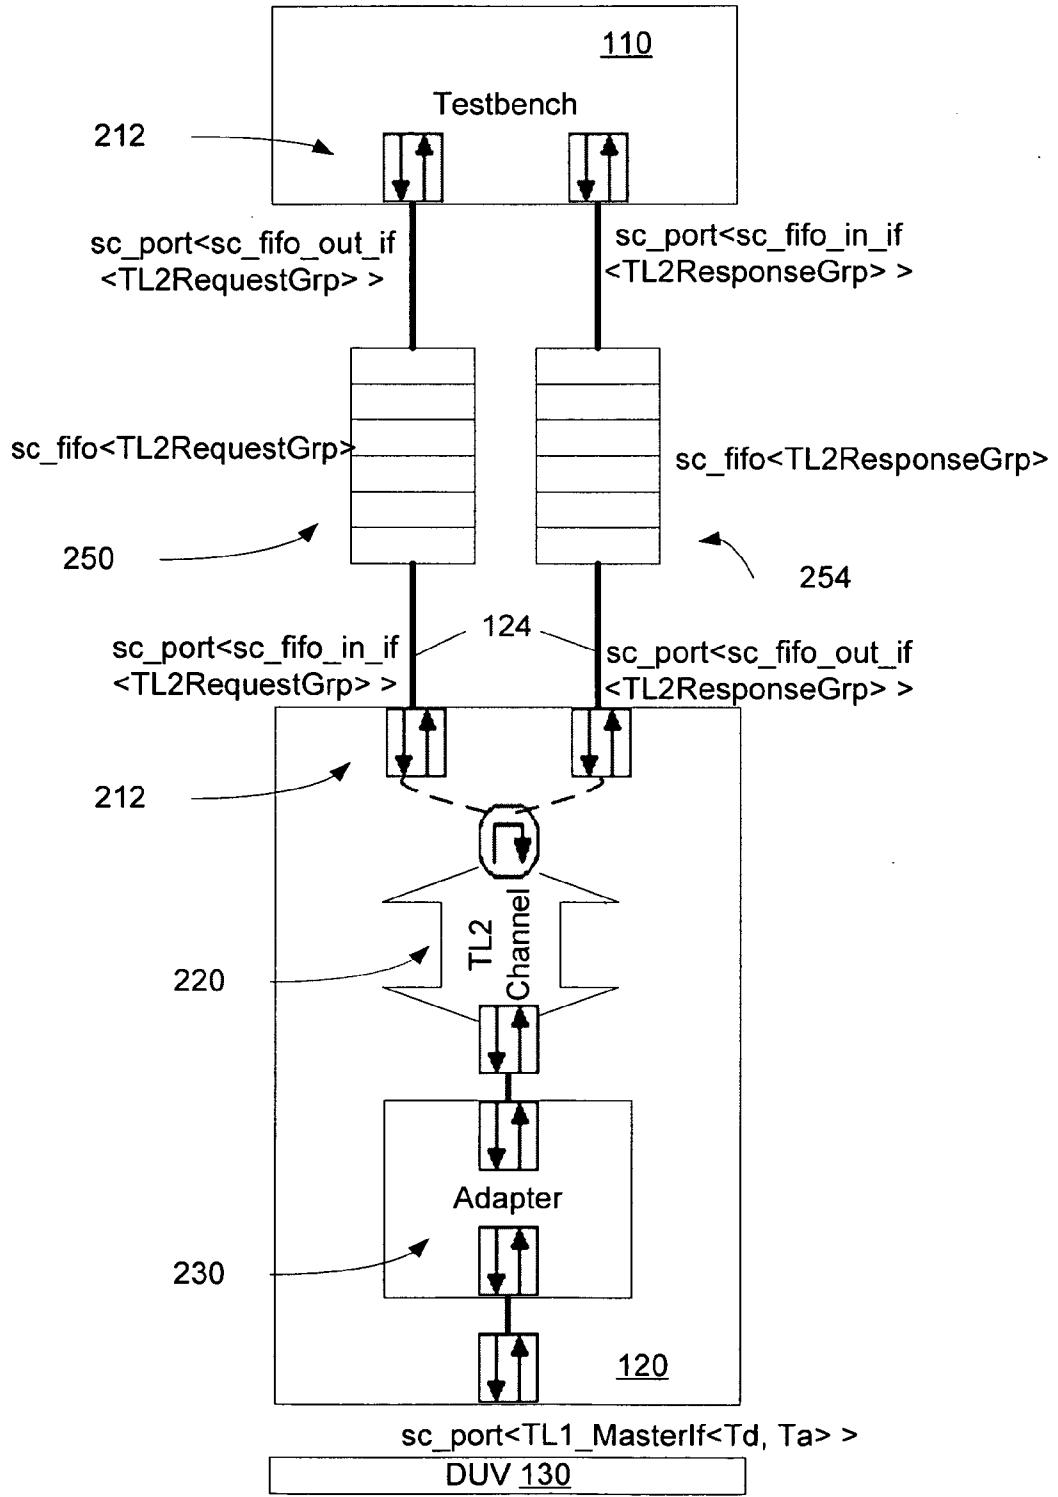 110
Testbench
212
sc_port<sc_fifo_out_if
<TL2RequestGrp> >
sc_port<sc_fifo_in_if
<TL2ResponseGrp> >
sc_fifo<TL2RequestGrp>
sc_fifo<TL2ResponseGrp>
250
254
124
sc_port<sc_fifo_in_if
<TL2RequestGrp> >
sc_port<sc_fifo_out_if
<TL2ResponseGrp> >
212
TL2
Channel
220
Adapter
230
120
sc_port<TL1_MasterIf<Td, Ta> >
DUV 130